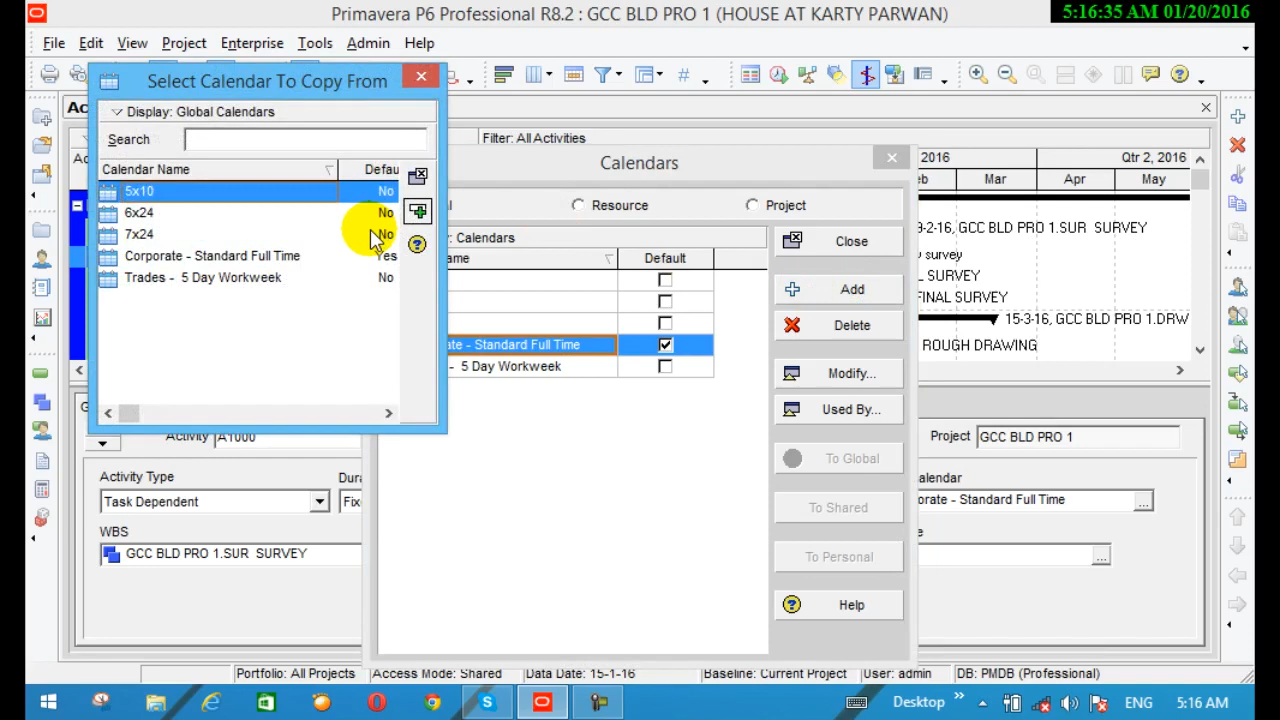 Primavera P6 Professional R8.2 : GCC BLD PRO 1 (HOUSE AT KARTY PARWAN)
5:16:35 AM 01/20/2016
File Edit View Project Enterprise Tools Admin Help
Select Calendar To Copy From
Display: Global Calendars
Search
Calendar Name Defau
5x10 No
6x24 No
7x24 No
Corporate - Standard Full Time Yes
Trades - 5 Day Workweek No
Filter: All Activities
Calendars
Resource Project
Calendars
Default
Standard Full Time
- 5 Day Workweek
Close
Add
Delete
Modify...
Used By...
To Global
To Shared
To Personal
Help
2016 Qtr 2, 2016
Mar Apr May
9-2-16, GCC BLD PRO 1.SUR SURVEY
survey
SURVEY
FINAL SURVEY
15-3-16, GCC BLD PRO 1.DRW
ROUGH DRAWING
Activity A1000
Project GCC BLD PRO 1
Activity Type
Task Dependent
WBS
GCC BLD PRO 1.SUR SURVEY
Standard Full Time ...
...
Portfolio: All Projects Access Mode: Shared Data Date: 15-1-16 Baseline: Current Project User: admin DB: PMDB (Professional)
Desktop ENG 5:16 AM